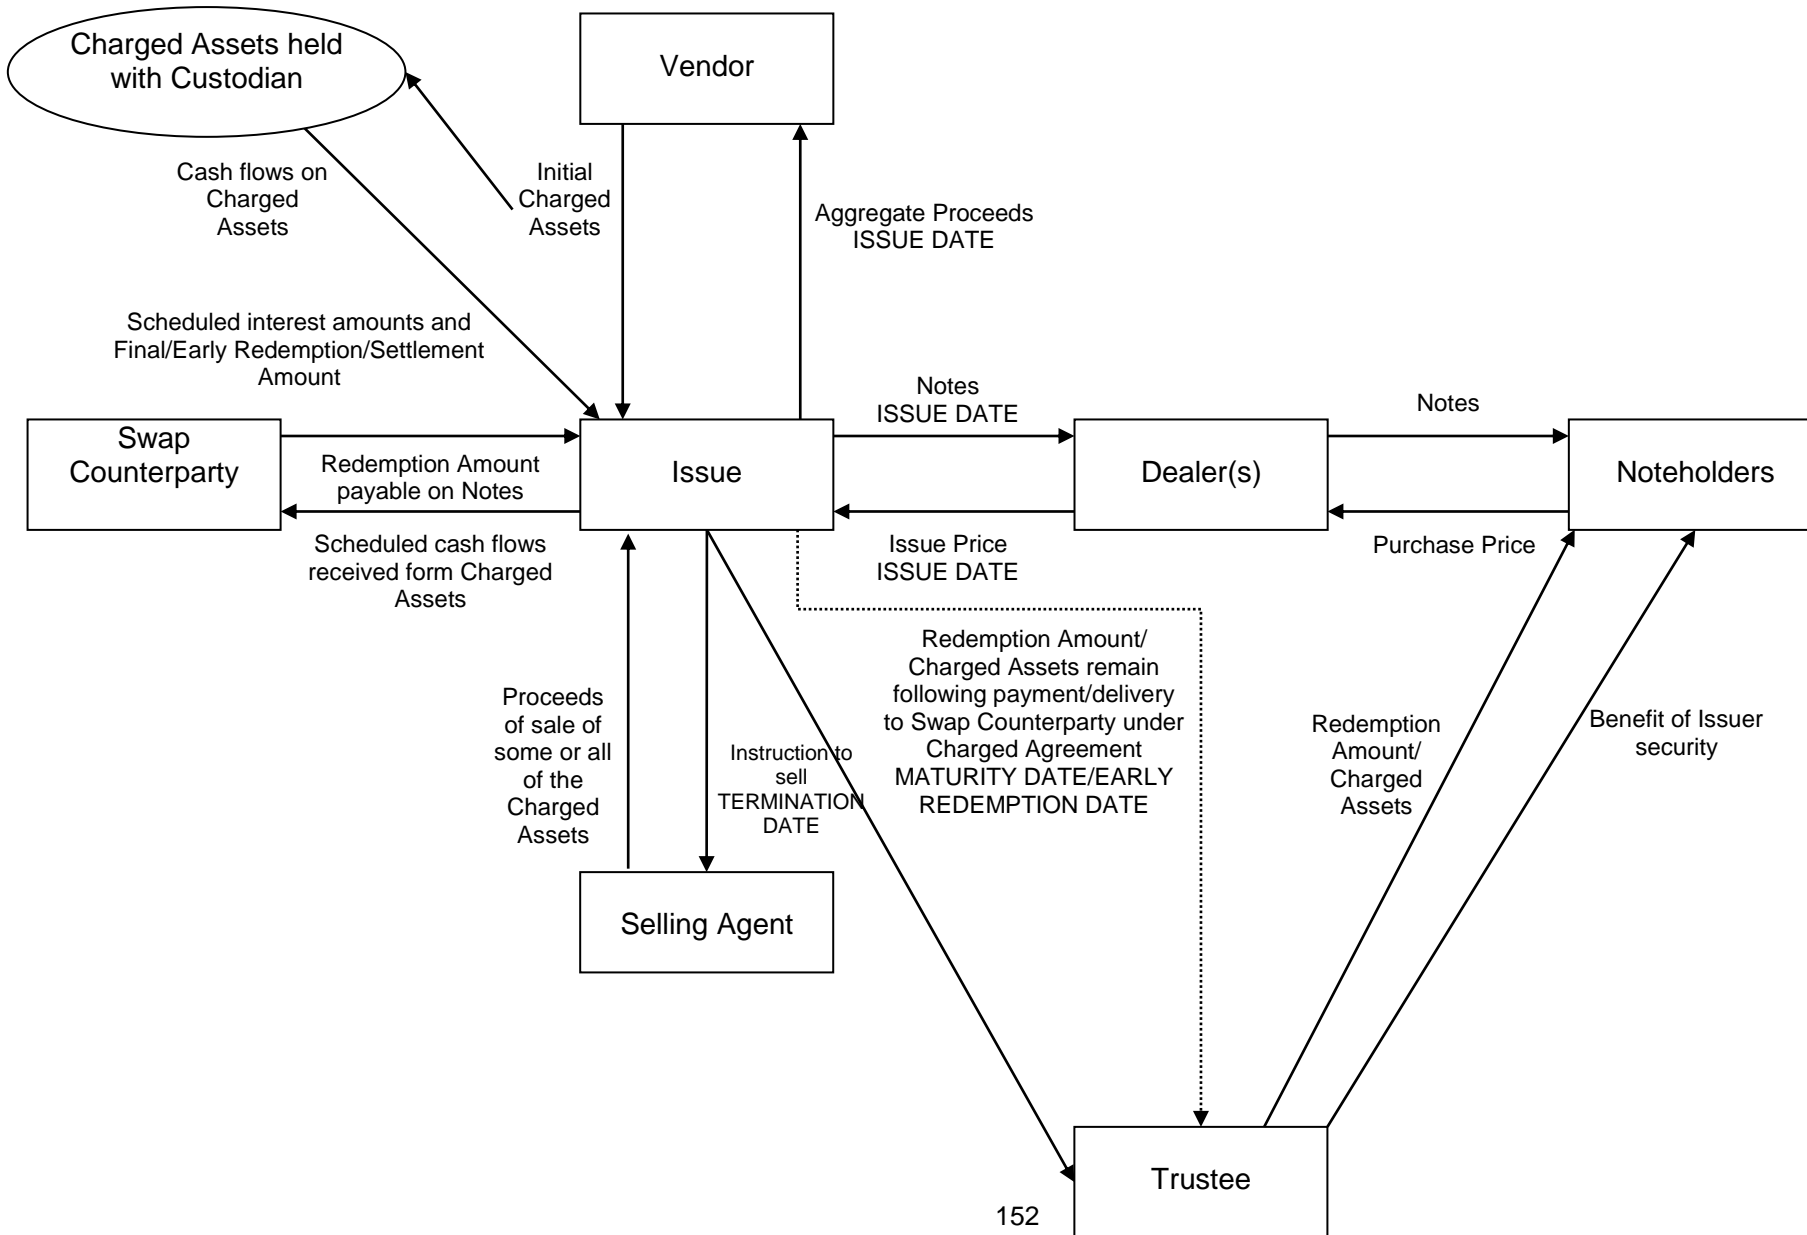 Charged Assets held
with Custodian
Vendor
Cash flows on
Charged
Assets
Initial
Charged
Assets
Aggregate Proceeds
ISSUE DATE
Scheduled interest amounts and
Final/Early Redemption/Settlement
Amount
Notes
ISSUE DATE
Notes
Swap
Counterparty
Redemption Amount
payable on Notes
Issue
Dealer(s)
Noteholders
Scheduled cash flows
received form Charged
Assets
Issue Price
ISSUE DATE
Purchase Price
Proceeds
of sale of
some or all
of the
Charged
Assets
Instruction to
sell
TERMINATION
DATE
Redemption Amount/
Charged Assets remain
following payment/delivery
to Swap Counterparty under
Charged Agreement
MATURITY DATE/EARLY
REDEMPTION DATE
Redemption
Amount/
Charged
Assets
Benefit of Issuer
security
Selling Agent
Trustee
152